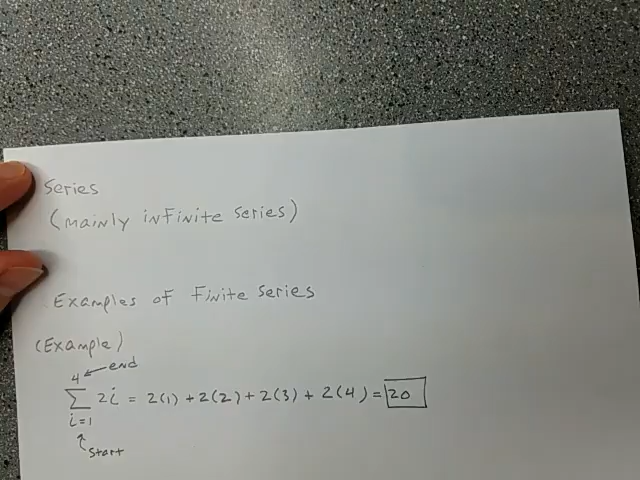 Series
(mainly infinite series)
Examples of finite series
(Example)
4 ← end
∑ 2i = 2(1) + 2(2) + 2(3) + 2(4) = 20
i=1
↑ start